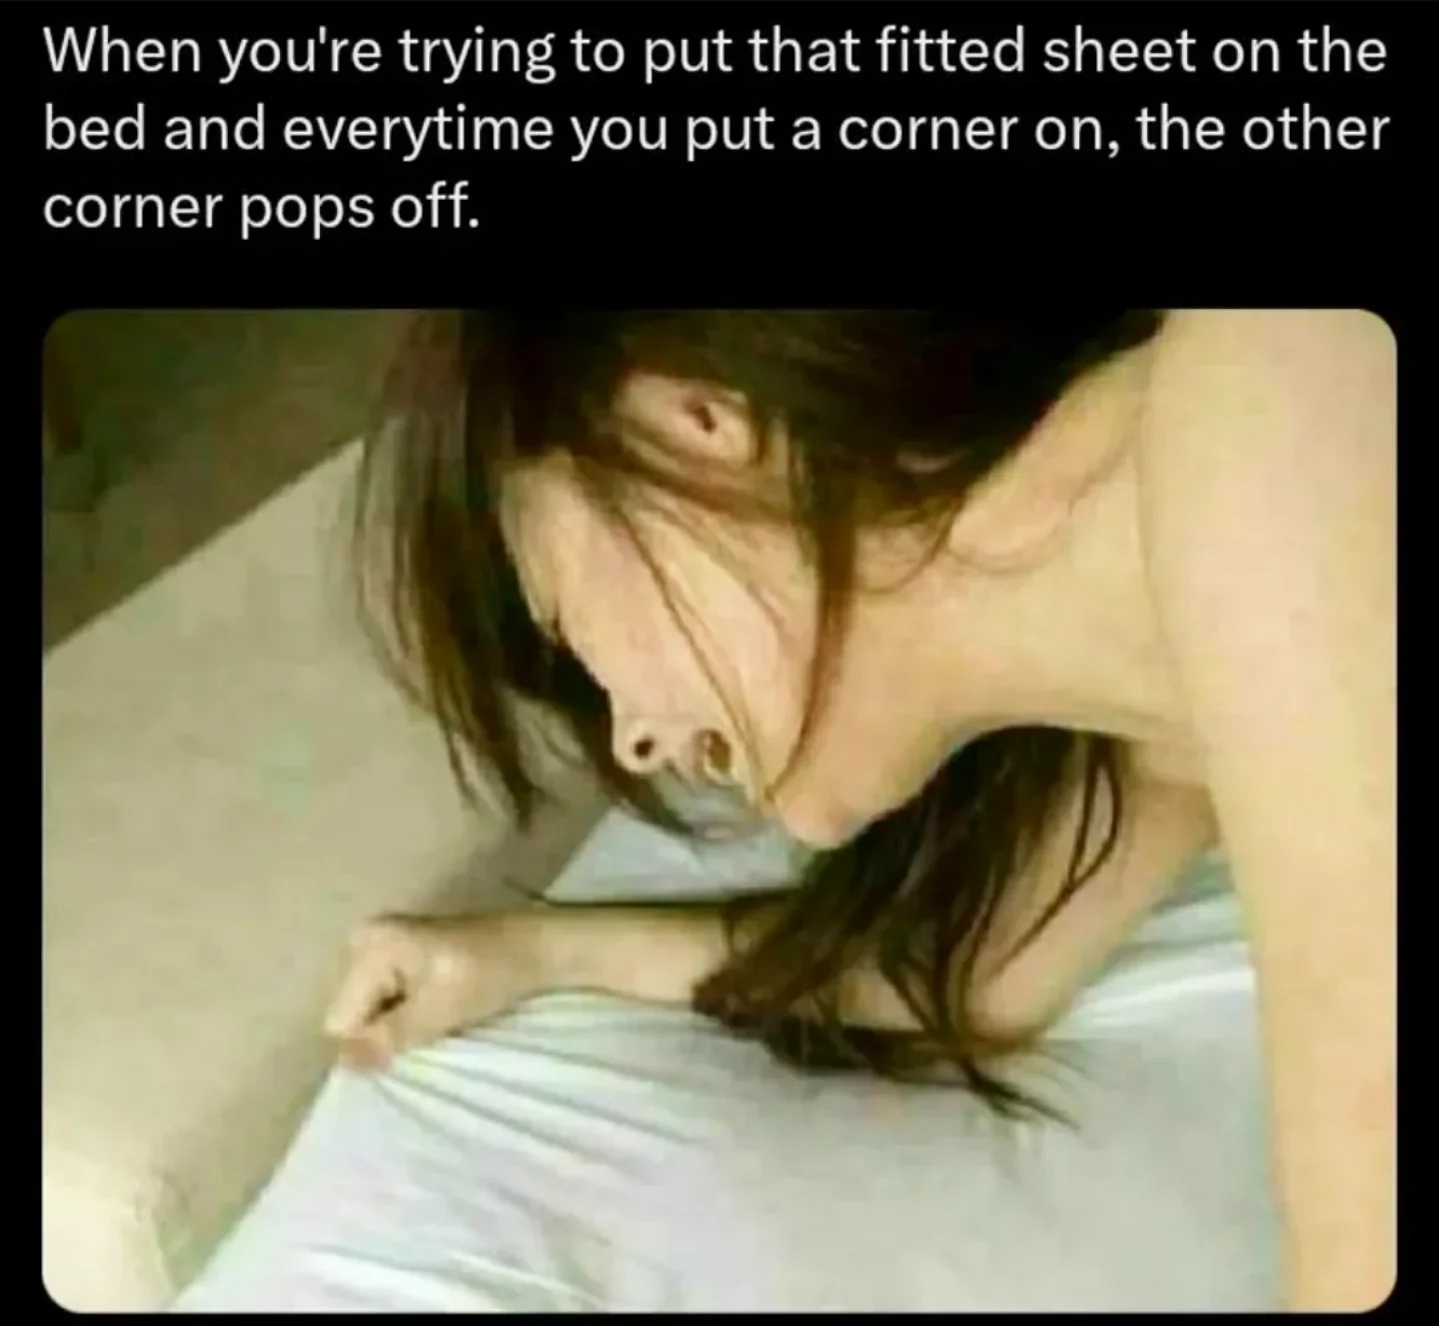 When you're trying to put that fitted sheet on the
bed and everytime you put a corner on, the other
corner pops off.